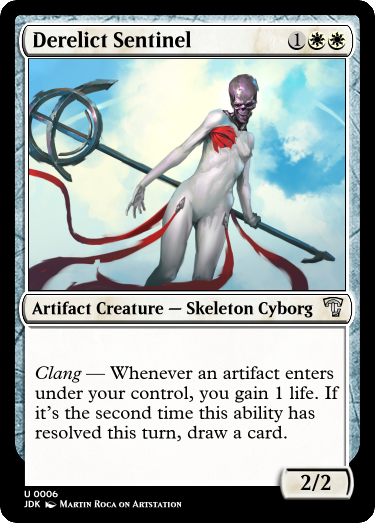 Derelict Sentinel 1
Artifact Creature — Skeleton Cyborg
Clang — Whenever an artifact enters
under your control, you gain 1 life. If
it's the second time this ability has
resolved this turn, draw a card.
2/2
U 0006
JDK Martin Roca on Artstation